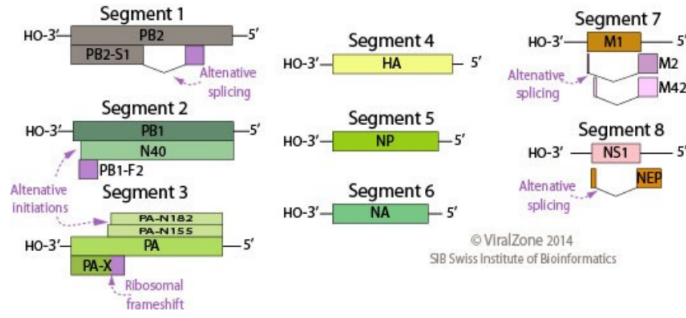 Segment 1
HO-3’ PB2 5’
PB2-S1
Altenative
splicing
Segment 2
HO-3’ PB1 5’
N40
PB1-F2
Altenative
initiations
Segment 3
PA-N182
PA-N155
HO-3’ PA 5’
PA-X
Ribosomal
frameshift
Segment 4
HO-3’ HA 5’
Segment 5
HO-3’ NP 5’
Segment 6
HO-3’ NA 5’
Segment 7
HO-3’ M1 5’
M2
M42
Altenative
splicing
Segment 8
HO-3’ NS1 5’
NEP
Altenative
splicing
© ViralZone 2014
SIB Swiss Institute of Bioinformatics